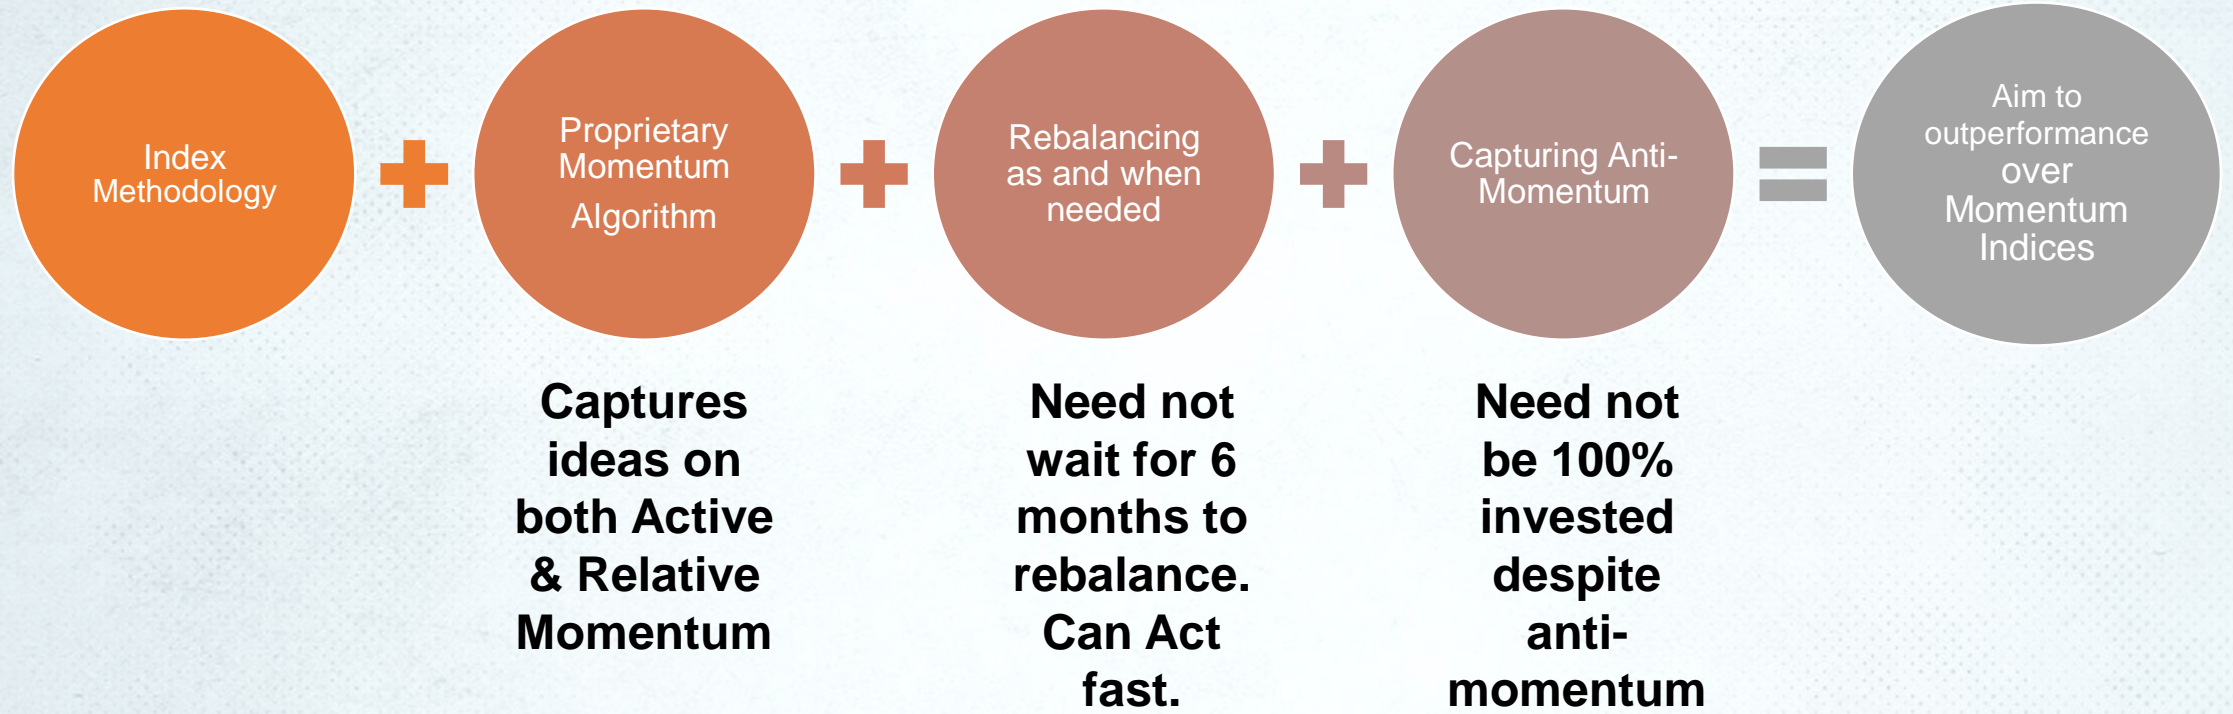 Index
Methodology
Proprietary
Momentum
Algorithm
Rebalancing
as and when
needed
Capturing Anti-
Momentum
Aim to
outperformance
over
Momentum
Indices
Captures
ideas on
both Active
& Relative
Momentum
Need not
wait for 6
months to
rebalance.
Can Act
fast.
Need not
be 100%
invested
despite
anti-
momentum